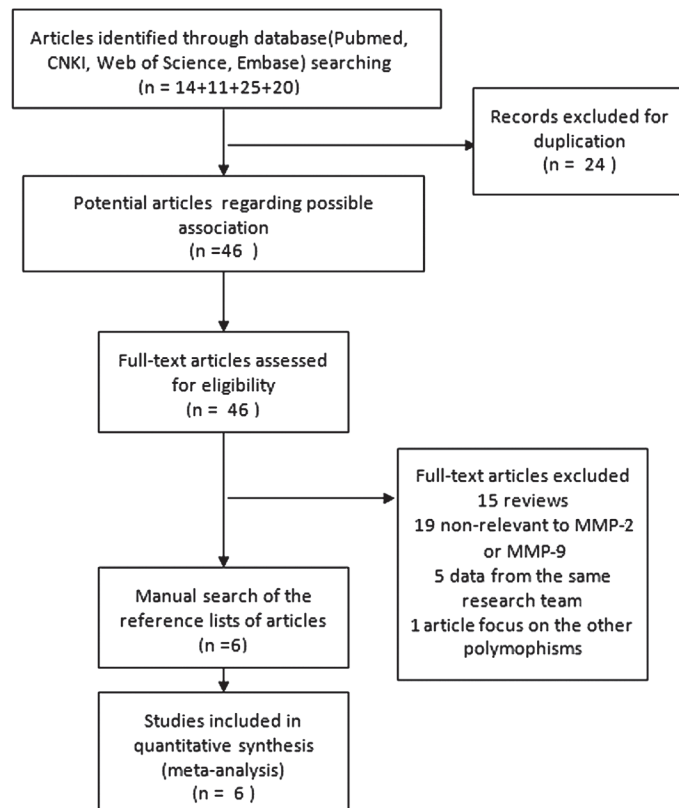 Articles identified through database(Pubmed,
CNKI, Web of Science, Embase) searching
(n = 14+11+25+20)
Records excluded for
duplication
(n = 24 )
Potential articles regarding possible
association
(n =46 )
Full-text articles assessed
for eligibility
(n = 46 )
Full-text articles excluded
15 reviews
19 non-relevant to MMP-2
or MMP-9
5 data from the same
research team
1 article focus on the other
polymophisms
Manual search of the
reference lists of articles
(n =6)
Studies included in
quantitative synthesis
(meta-analysis)
(n = 6 )